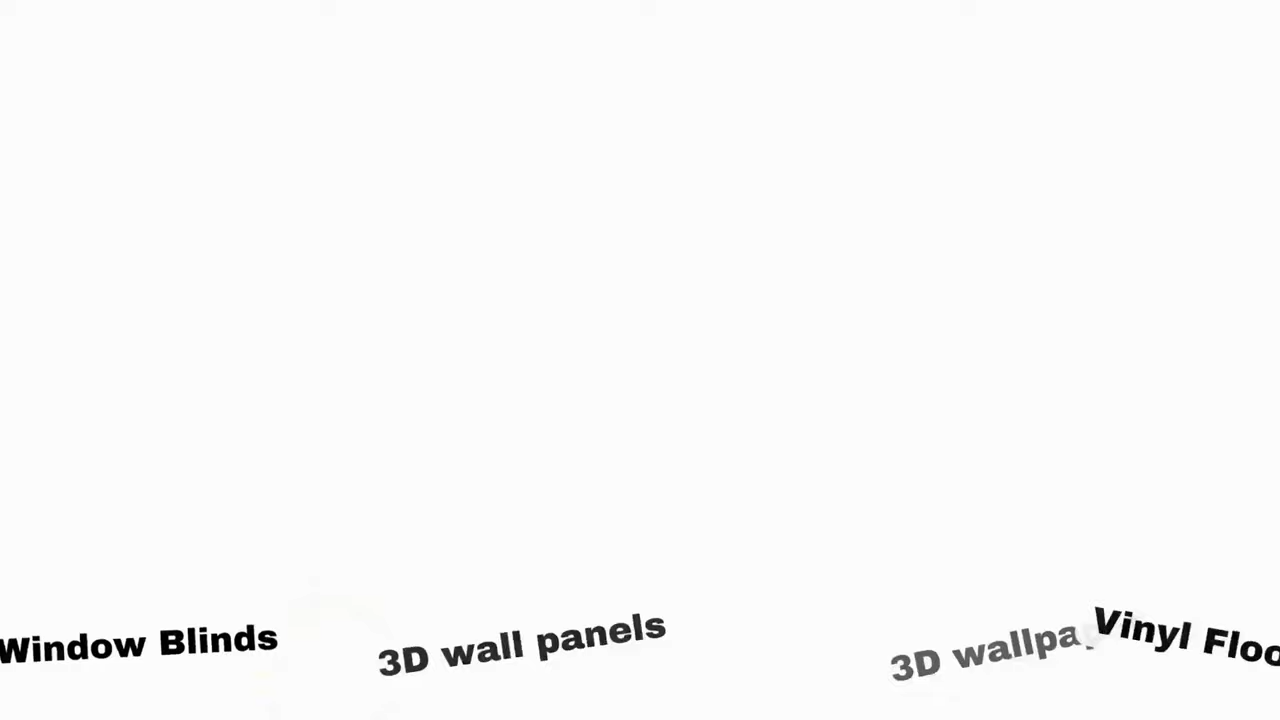 Window Blinds
3D wall panels
3D wallpa
Vinyl Floo